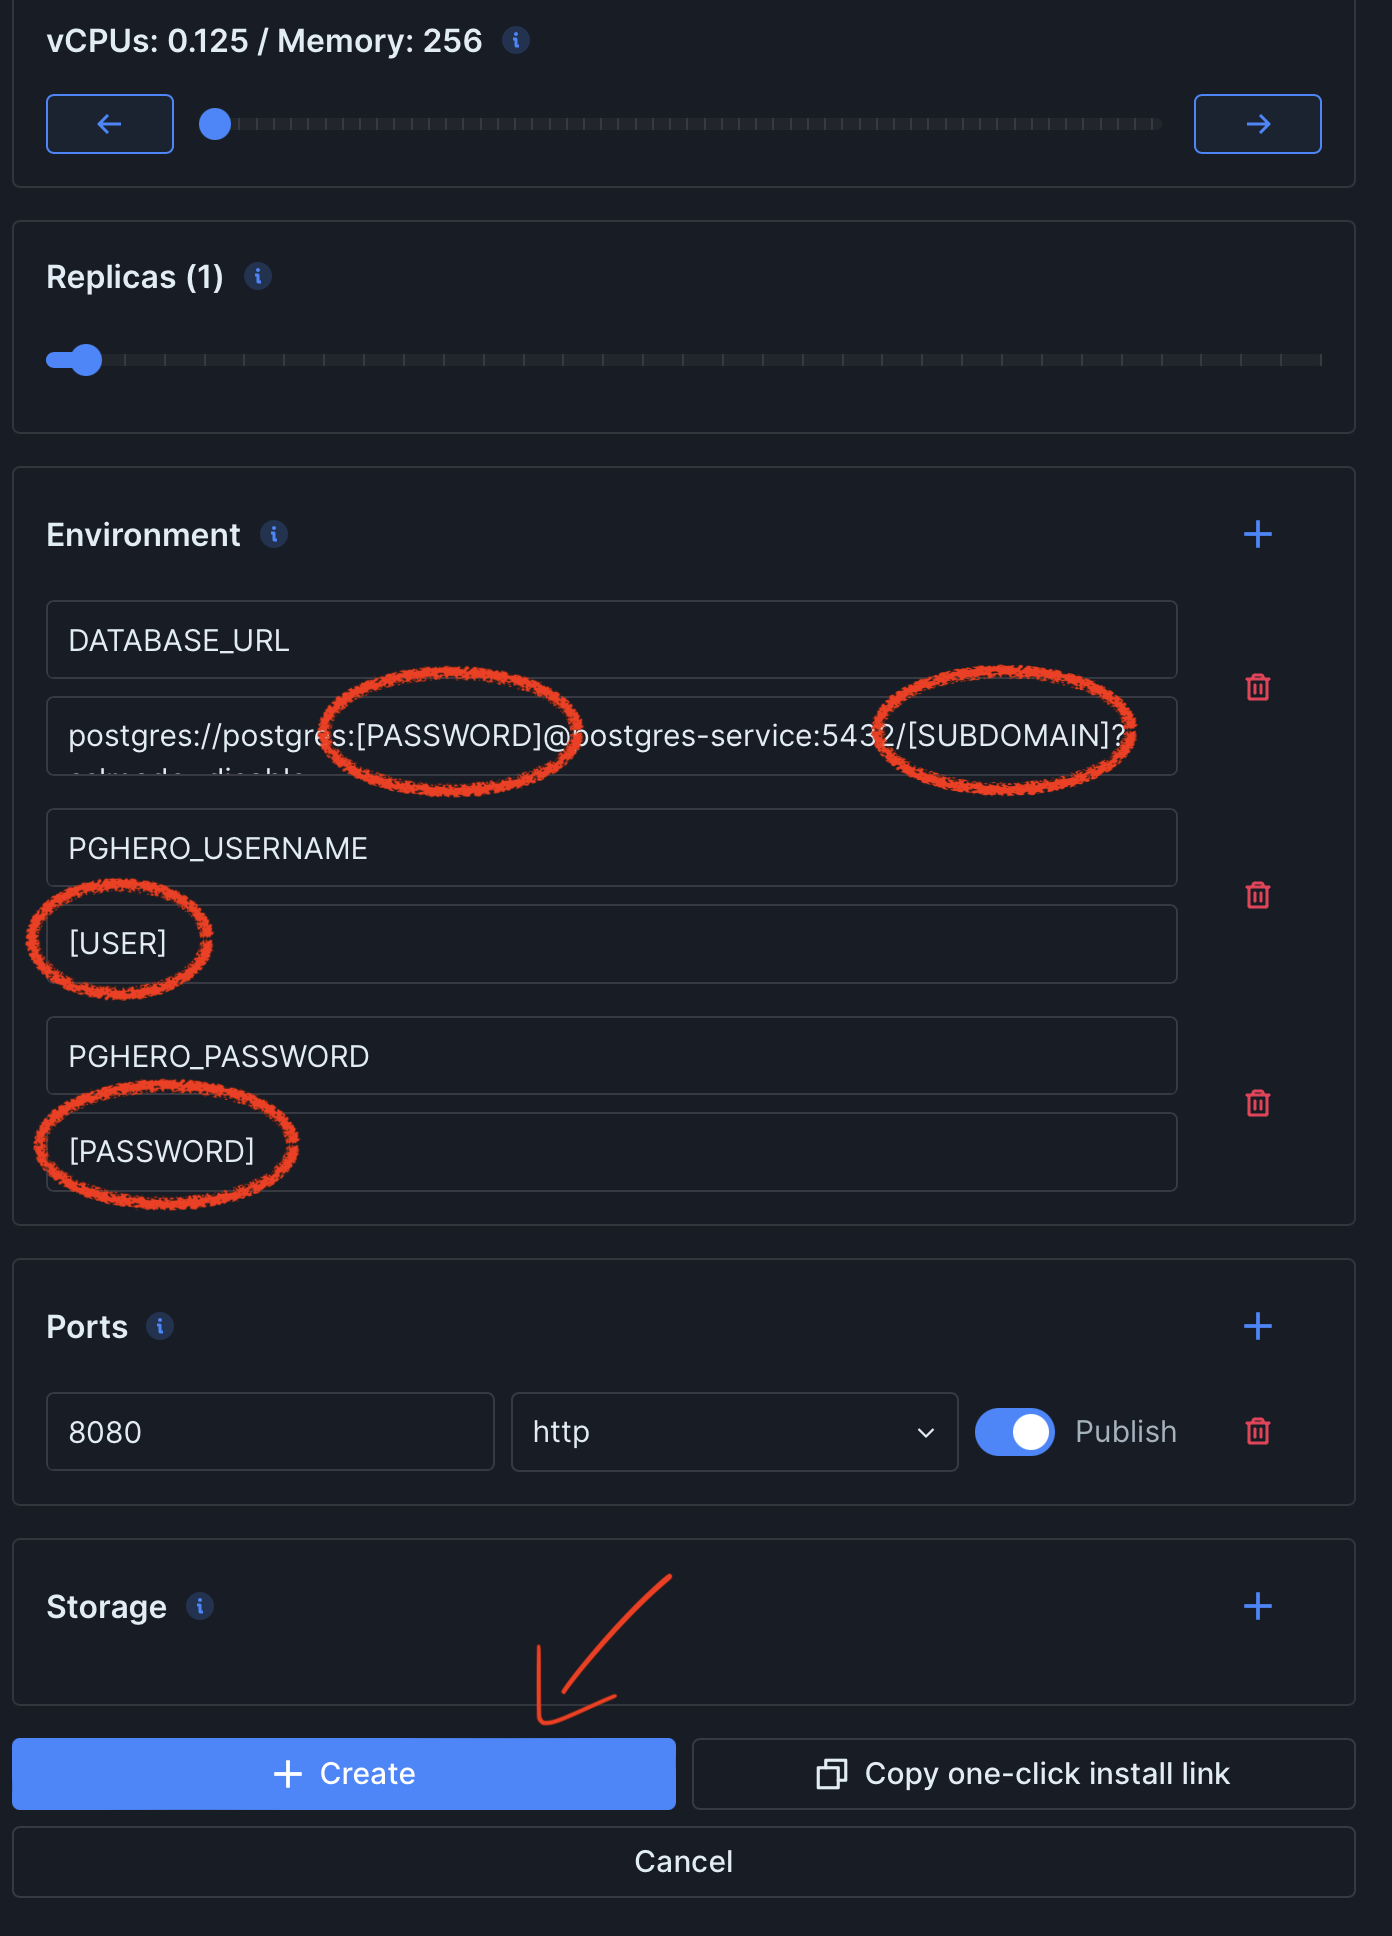 vCPUs: 0.125 / Memory: 256
Replicas (1)
Environment
DATABASE_URL
postgres://postgres:[PASSWORD]@postgres-service:5432/[SUBDOMAIN]?
PGHERO_USERNAME
[USER]
PGHERO_PASSWORD
[PASSWORD]
Ports
8080
http
Publish
Storage
Create
Copy one-click install link
Cancel